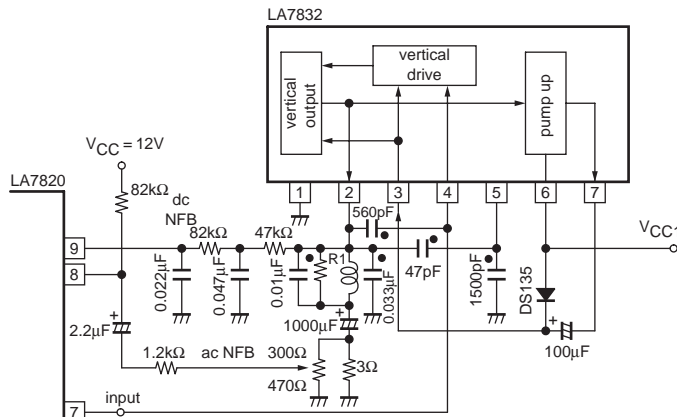 LA7832
vertical drive
vertical output
pump up
VCC = 12V
LA7820
82kΩ
dc NFB
1
2
3
4
5
6
7
560pF
VCC1
9
82kΩ
47kΩ
R1
47pF
8
0.022μF
0.047μF
0.01μF
0.033μF
1500pF
DS135
+
2.2μF
+
1000μF
+
100μF
1.2kΩ
ac NFB
300Ω
470Ω
3Ω
7
input